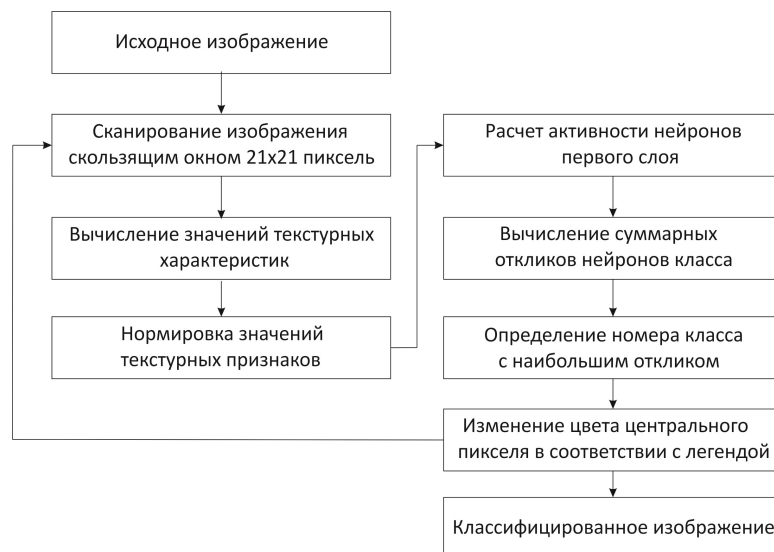 Исходное изображение
Сканирование изображения
скользящим окном 21х21 пиксель
Вычисление значений текстурных
характеристик
Нормировка значений
текстурных признаков
Расчет активности нейронов
первого слоя
Вычисление суммарных
откликов нейронов класса
Определение номера класса
с наибольшим откликом
Изменение цвета центрального
пикселя в соответствии с легендой
Классифицированное изображение